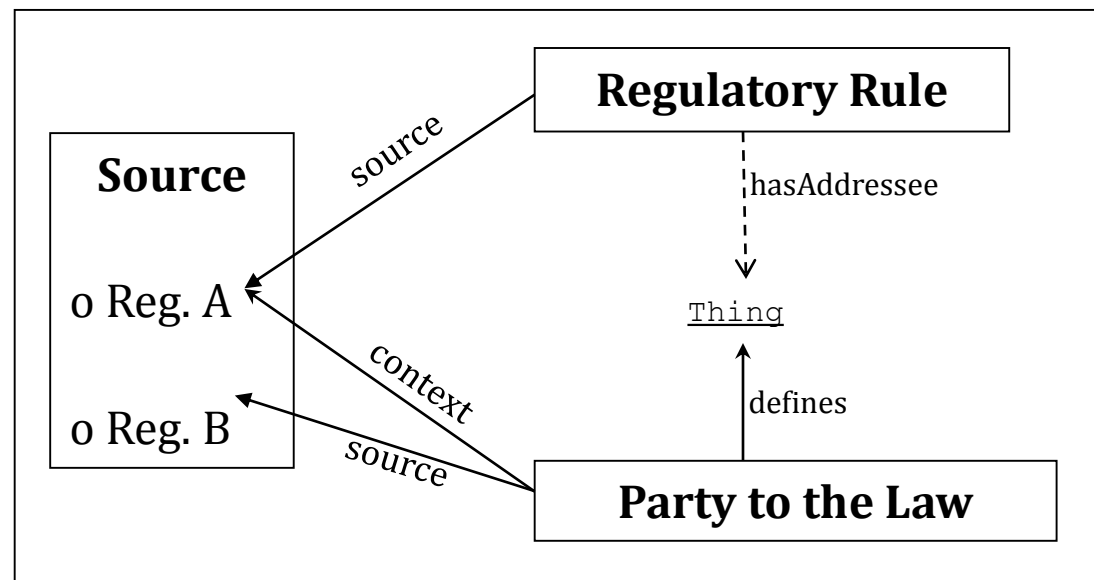 Regulatory Rule
source
Source
hasAddressee
o Reg. A
Thing
context
defines
o Reg. B
source
Party to the Law